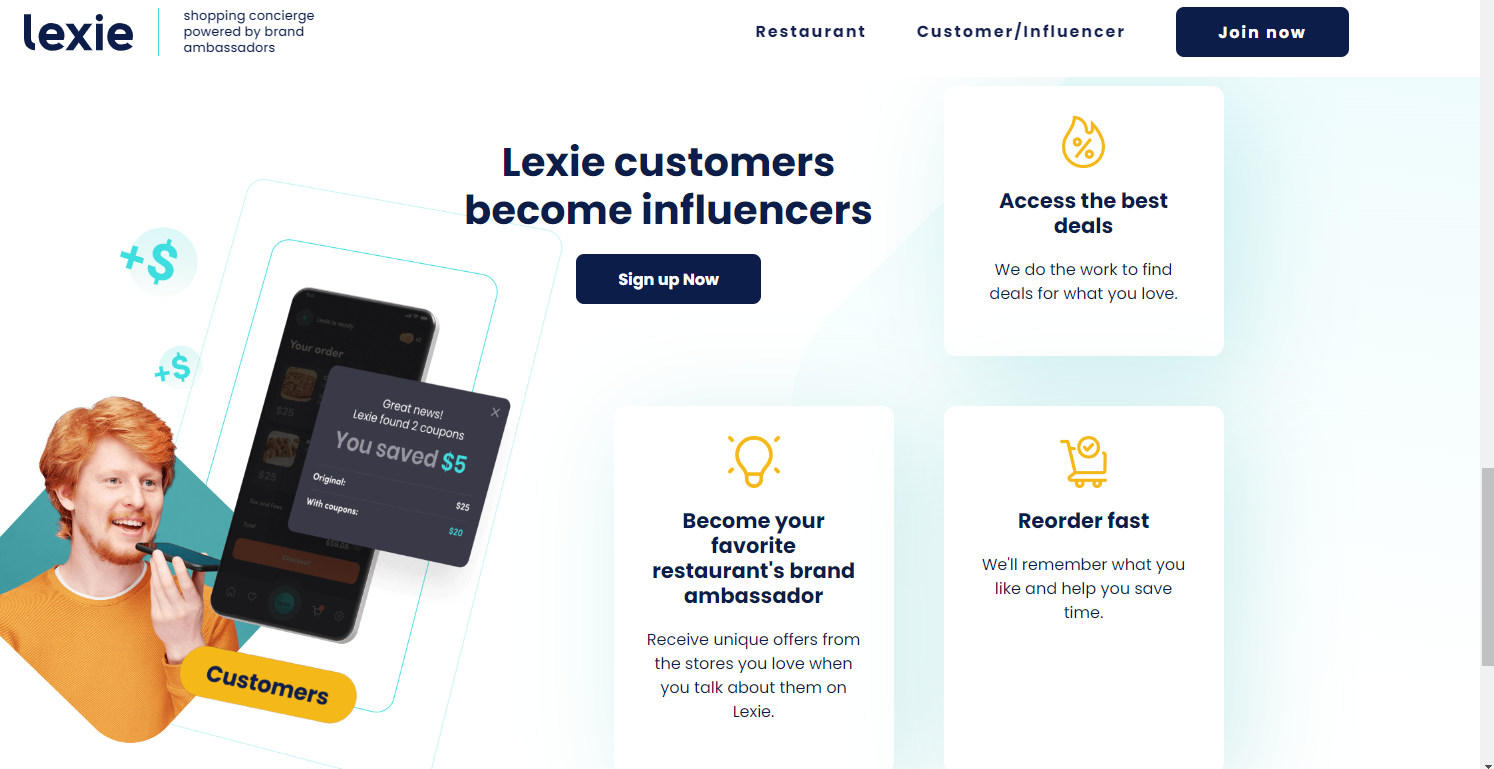 lexie
shopping concierge
powered by brand
ambassadors
Restaurant
Customer/Influencer
Join now
Lexie customers
become influencers
Sign up Now
Access the best
deals
We do the work to find
deals for what you love.
Become your
favorite
restaurant's brand
ambassador
Receive unique offers from
the stores you love when
you talk about them on
Lexie.
Reorder fast
We'll remember what you
like and help you save
time.
+$
+$
Lexie is ready
Your order
$25
$25
Tax and Fees
Total
Checkout
Great news!
Lexie found 2 coupons
You saved $5
Original:
$25
With coupons:
$20
Customers